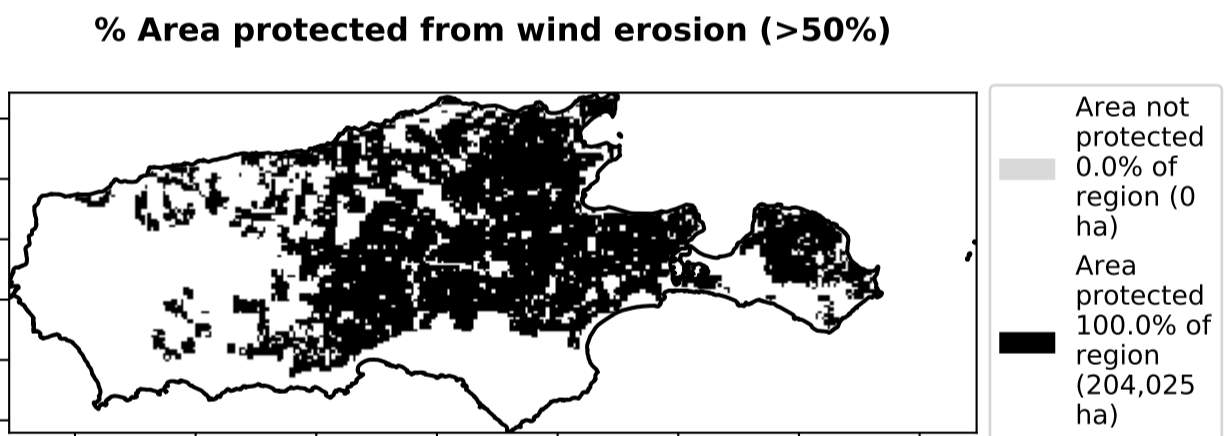 % Area protected from wind erosion (>50%)
Area not
protected
0.0% of
region (0
ha)
Area
protected
100.0% of
region
(204,025
ha)